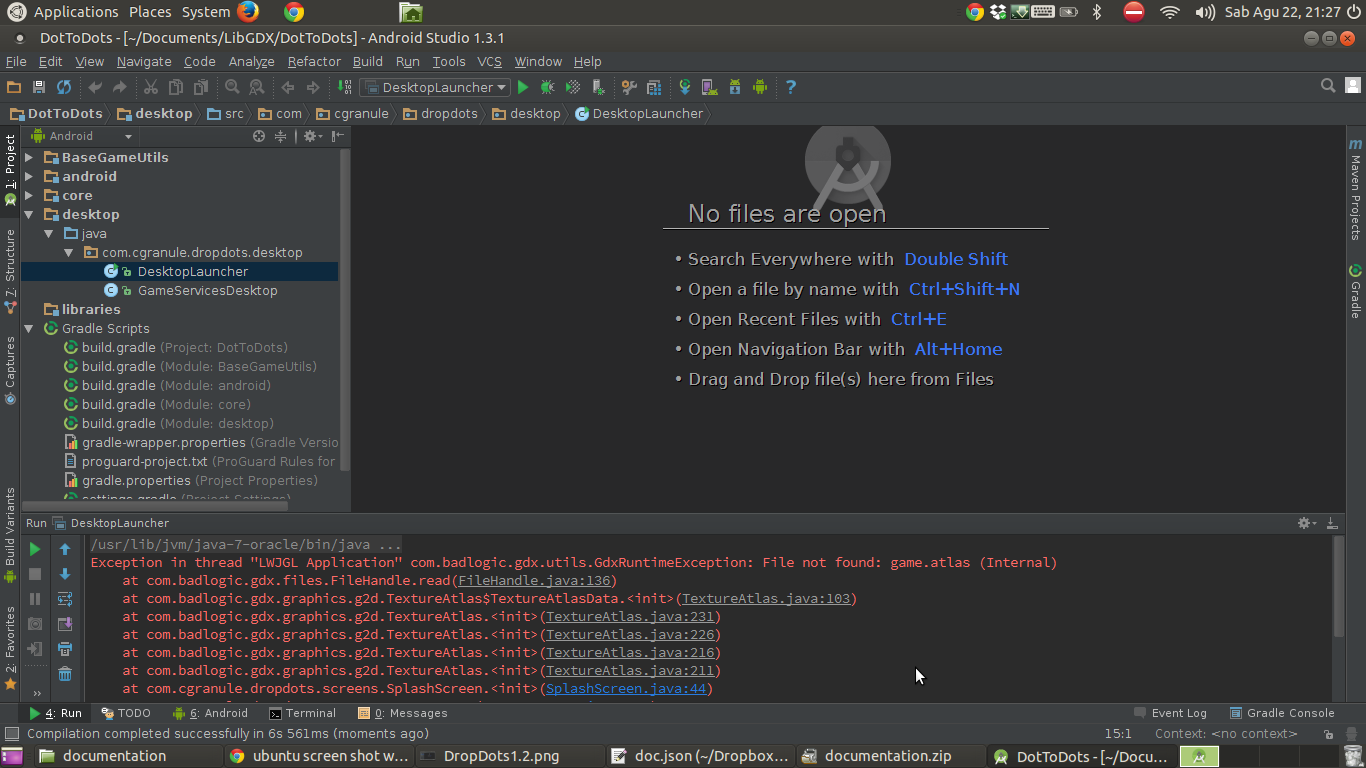 Applications Places System Sab Agu 22, 21:27
DotToDots - [~/Documents/LibGDX/DotToDots] - Android Studio 1.3.1
File Edit View Navigate Code Analyze Refactor Build Run Tools VCS Window Help
DesktopLauncher
DotToDots desktop src com cgranule dropdots desktop DesktopLauncher
Android
1: Project
Z: Structure
Captures
Build Variants
2: Favorites
BaseGameUtils
android
core
desktop
java
com.cgranule.dropdots.desktop
DesktopLauncher
GameServicesDesktop
libraries
Gradle Scripts
build.gradle (Project: DotToDots)
build.gradle (Module: BaseGameUtils)
build.gradle (Module: android)
build.gradle (Module: core)
build.gradle (Module: desktop)
gradle-wrapper.properties (Gradle Versio
proguard-project.txt (ProGuard Rules for
gradle.properties (Project Properties)
settings.gradle (Project Settings)
No files are open
• Search Everywhere with Double Shift
• Open a file by name with Ctrl+Shift+N
• Open Recent Files with Ctrl+E
• Open Navigation Bar with Alt+Home
• Drag and Drop file(s) here from Files
m Maven Projects
Gradle
Run DesktopLauncher
/usr/lib/jvm/java-7-oracle/bin/java ...
Exception in thread "LWJGL Application" com.badlogic.gdx.utils.GdxRuntimeException: File not found: game.atlas (Internal)
at com.badlogic.gdx.files.FileHandle.read(FileHandle.java:136)
at com.badlogic.gdx.graphics.g2d.TextureAtlas$TextureAtlasData.<init>(TextureAtlas.java:103)
at com.badlogic.gdx.graphics.g2d.TextureAtlas.<init>(TextureAtlas.java:231)
at com.badlogic.gdx.graphics.g2d.TextureAtlas.<init>(TextureAtlas.java:226)
at com.badlogic.gdx.graphics.g2d.TextureAtlas.<init>(TextureAtlas.java:216)
at com.badlogic.gdx.graphics.g2d.TextureAtlas.<init>(TextureAtlas.java:211)
at com.cgranule.dropdots.screens.SplashScreen.<init>(SplashScreen.java:44)
4: Run TODO 6: Android Terminal 0: Messages Event Log Gradle Console
Compilation completed successfully in 6s 561ms (moments ago) 15:1 Context: <no context>
documentation ubuntu screen shot w... DropDots1.2.png doc.json (~/Dropbox... documentation.zip DotToDots - [~/Docu...